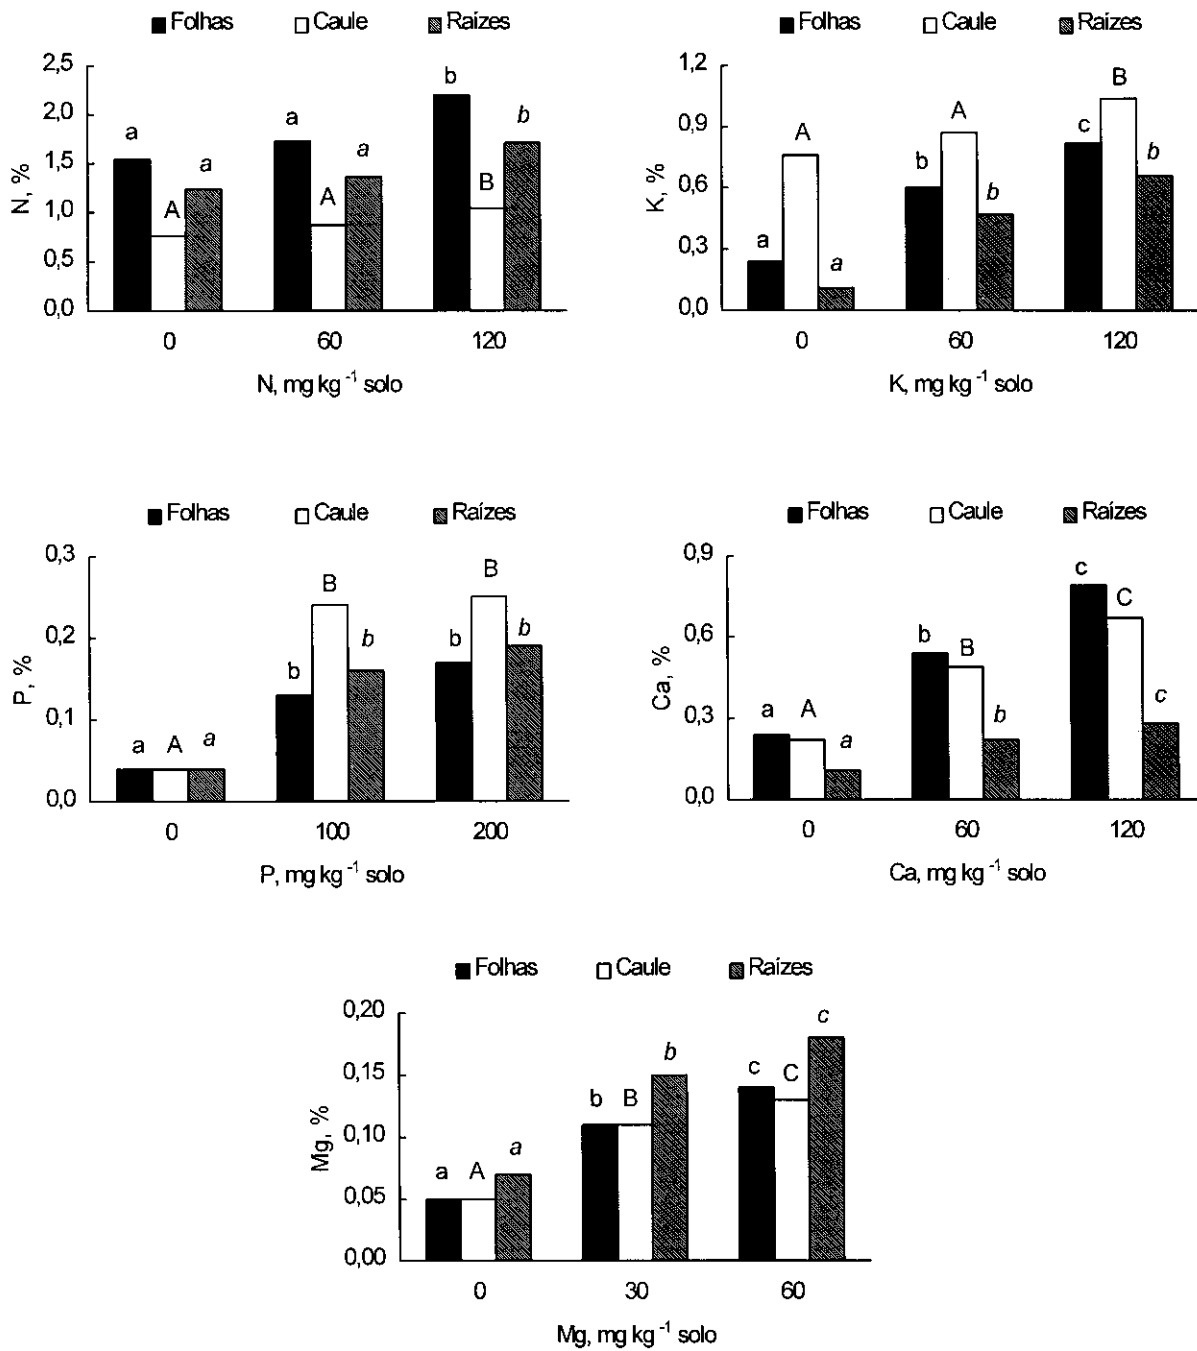 Folhas Caule Raízes
N, %
2,5
2,0
1,5
1,0
0,5
0,0
a A a
a A a
b B b
0 60 120
N, mg kg -1 solo
Folhas Caule Raízes
K, %
1,2
0,9
0,6
0,3
0,0
a A a
b A b
c B b
0 60 120
K, mg kg -1 solo
Folhas Caule Raízes
P, %
0,3
0,2
0,1
0,0
a A a
b B b
b B b
0 100 200
P, mg kg -1 solo
Folhas Caule Raízes
Ca, %
0,9
0,6
0,3
0,0
a A a
b B b
c C c
0 60 120
Ca, mg kg -1 solo
Folhas Caule Raízes
Mg, %
0,20
0,15
0,10
0,05
0,00
a A a
b B b
c C c
0 30 60
Mg, mg kg -1 solo